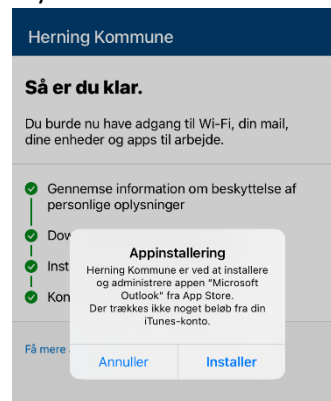 Herning Kommune
Så er du klar.
Du burde nu have adgang til Wi-Fi, din mail,
dine enheder og apps til arbejde.
Gennemse information om beskyttelse af
personlige oplysninger
Appinstallering
Herning Kommune er ved at installere
og administrere appen "Microsoft
Outlook" fra App Store.
Der trækkes ikke noget beløb fra din
iTunes-konto.
Få mere
Annuller
Installer